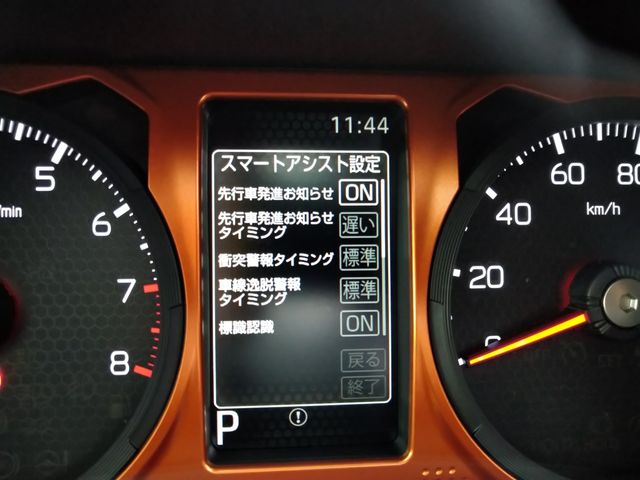 11:44
スマートアシスト設定
先行車発進お知らせ ON
先行車発進お知らせ
タイミング 遅い
衝突警報タイミング 標準
車線逸脱警報
タイミング 標準
標識認識 ON
戻る
終了
P
5
6
7
8
/min
20
40
60
80
km/h